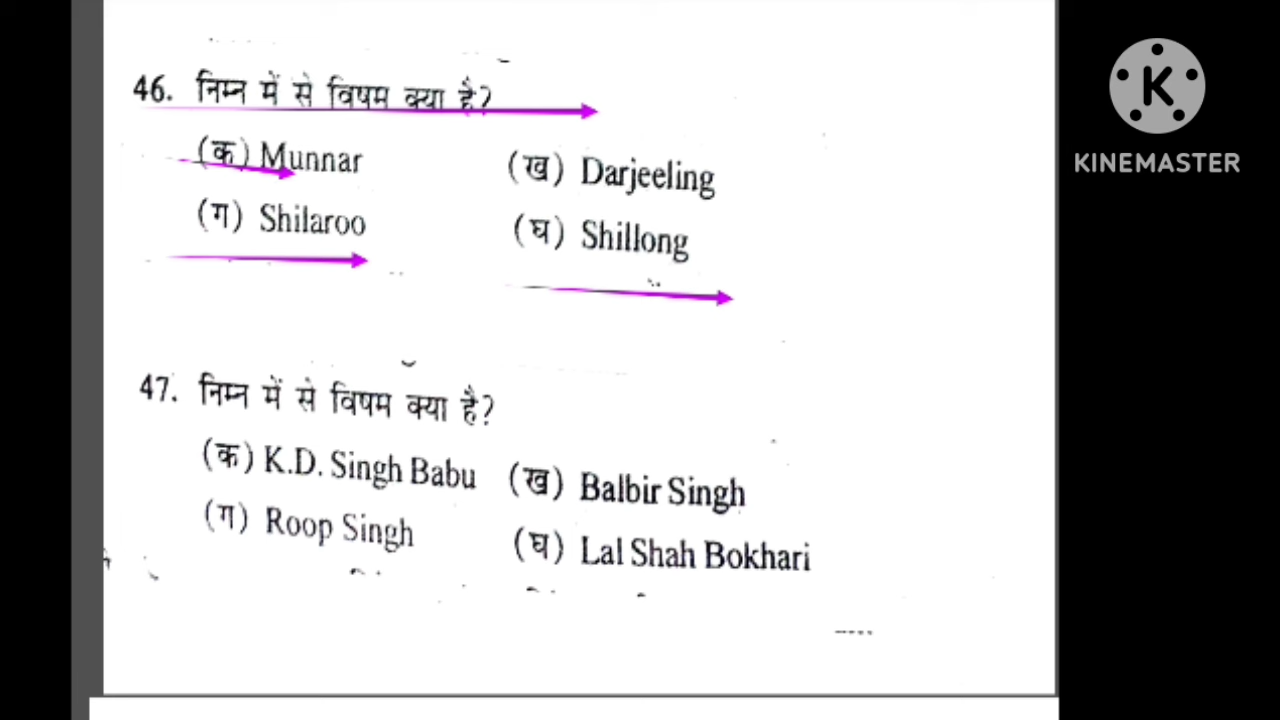 46. निम्न में से विषम क्या है?
(क) Munnar (ख) Darjeeling
(ग) Shilaroo (घ) Shillong
47. निम्न में से विषम क्या है?
(क) K.D. Singh Babu (ख) Balbir Singh
(ग) Roop Singh (घ) Lal Shah Bokhari
K
KINEMASTER